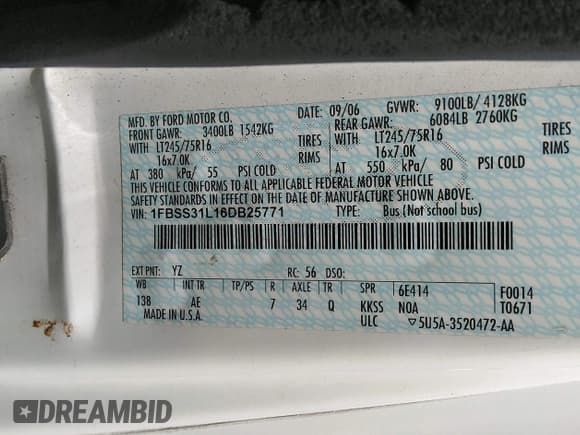 MFD. BY FORD MOTOR CO. DATE: 09/06 GVWR: 9100LB/ 4128KG
FRONT GAWR: 3400LB 1542KG REAR GAWR: 6084LB 2760KG
WITH LT245/75R16 TIRES WITH LT245/75R16 TIRES
16x7.0K RIMS 16x7.0K RIMS
AT 380 kPa/ 55 PSI COLD AT 550 kPa/ 80 PSI COLD
THIS VEHICLE CONFORMS TO ALL APPLICABLE FEDERAL MOTOR VEHICLE
SAFETY STANDARDS IN EFFECT ON THE DATE OF MANUFACTURE SHOWN ABOVE.
VIN: 1FBSS31L16DB25771 TYPE: Bus (Not school bus)
EXT PNT: YZ RC: 56 DSO:
WB INT TR TP/PS R AXLE TR SPR 6E414 F0014
138 AE 7 34 Q KKSS NOA T0671
MADE IN U.S.A. ULC ▽5U5A-3520472-AA
DREAMBID